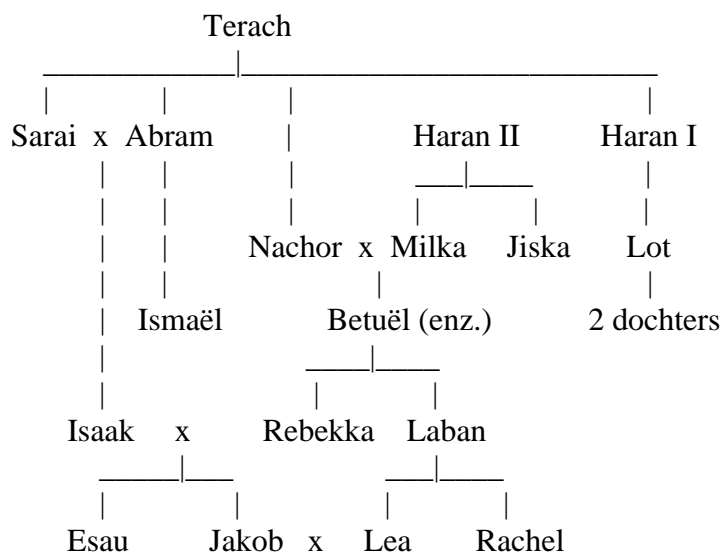 Terach
Sarai x Abram Haran II Haran I
Nachor x Milka Jiska Lot
Ismaël Betuël (enz.) 2 dochters
Isaak x Rebekka Laban
Esau Jakob x Lea Rachel